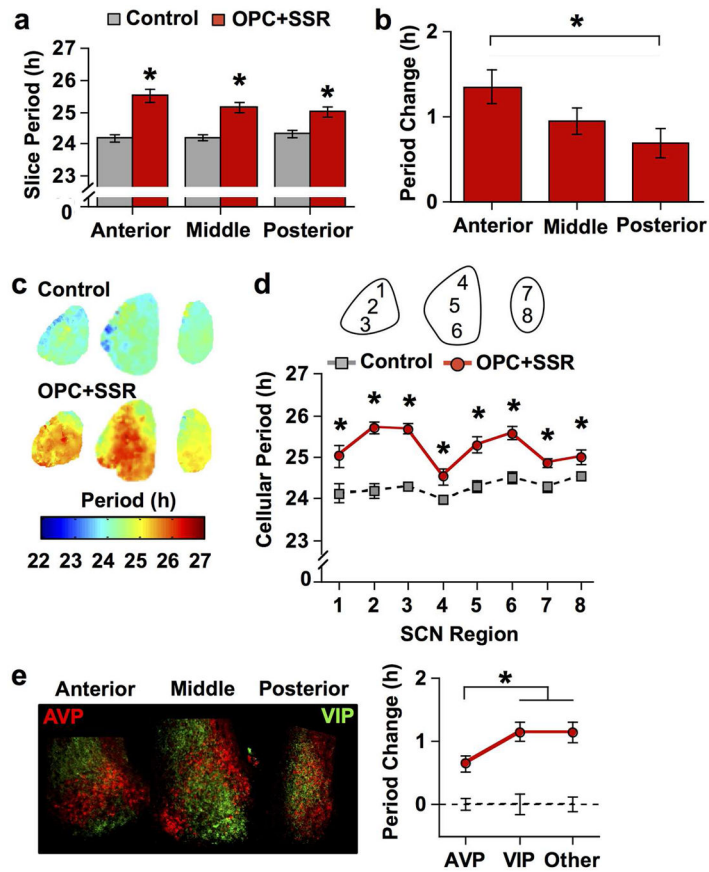 a
Control
OPC+SSR
Slice Period (h)
27
26
25
24
23
0
*
*
*
Anterior
Middle
Posterior
b
Period Change (h)
2
1
0
*
Anterior
Middle
Posterior
c
Control
OPC+SSR
Period (h)
22 23 24 25 26 27
d
1
2
3
4
5
6
7
8
Control
OPC+SSR
Cellular Period (h)
27
26
25
24
23
0
* * * * * * * *
1 2 3 4 5 6 7 8
SCN Region
e
Anterior Middle Posterior
AVP
VIP
Period Change (h)
2
1
0
*
AVP VIP Other